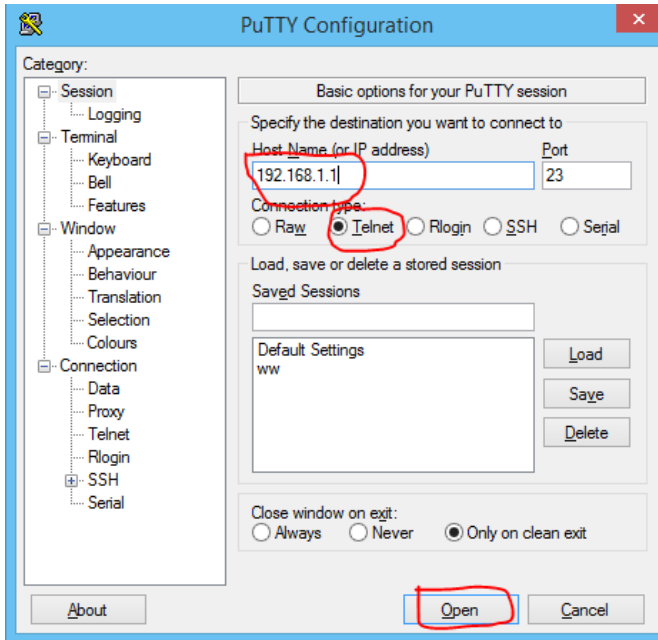 PuTTY Configuration
Category:
Session
Logging
Terminal
Keyboard
Bell
Features
Window
Appearance
Behaviour
Translation
Selection
Colours
Connection
Data
Proxy
Telnet
Rlogin
SSH
Serial
Basic options for your PuTTY session
Specify the destination you want to connect to
Host Name (or IP address) Port
192.168.1.1 23
Connection type:
Raw Telnet Rlogin SSH Serial
Load, save or delete a stored session
Saved Sessions
Default Settings
ww
Load
Save
Delete
Close window on exit:
Always Never Only on clean exit
About Open Cancel